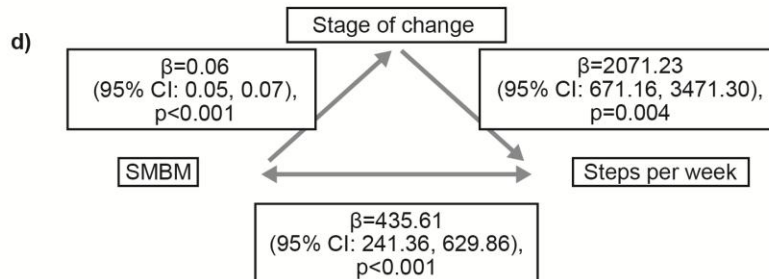 d)
Stage of change
β=0.06
(95% CI: 0.05, 0.07),
p<0.001
β=2071.23
(95% CI: 671.16, 3471.30),
p=0.004
SMBM
Steps per week
β=435.61
(95% CI: 241.36, 629.86),
p<0.001